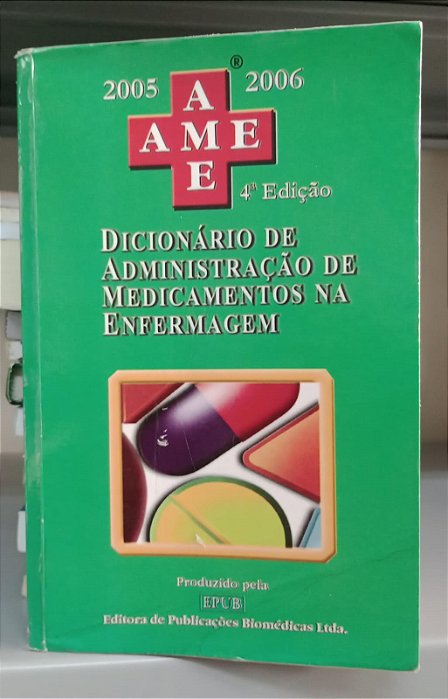 ®
2005 2006
AME
AME
4ª Edição
DICIONÁRIO DE
ADMINISTRAÇÃO DE
MEDICAMENTOS NA
ENFERMAGEM
Produzido pela
EPUB
Editora de Publicações Biomédicas Ltda.